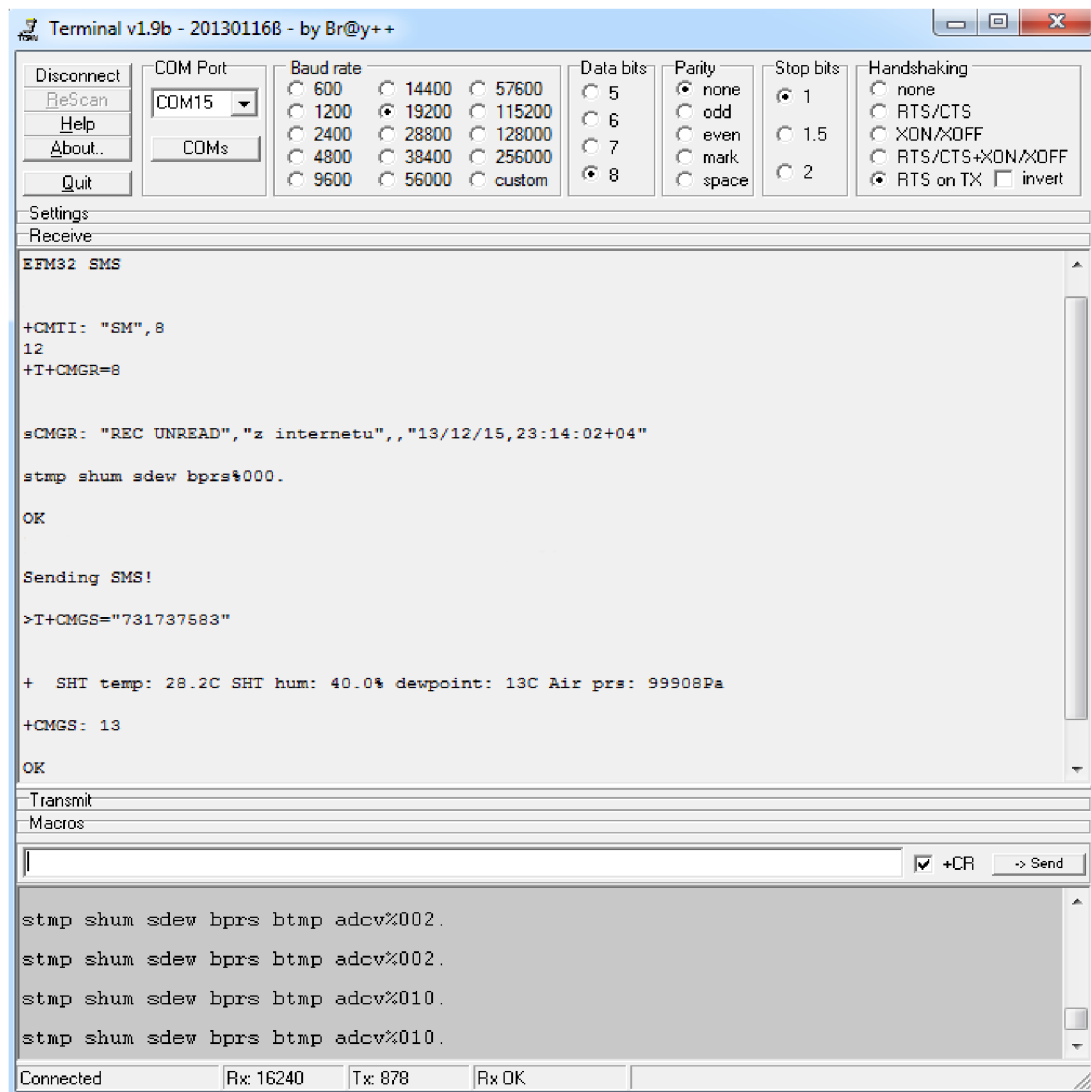 Terminal v1.9b - 20130116ß - by Br@y++
Disconnect
ReScan
Help
About..
Quit
COM Port
COM15
COMs
Baud rate
600 14400 57600
1200 19200 115200
2400 28800 128000
4800 38400 256000
9600 56000 custom
Data bits
5
6
7
8
Parity
none
odd
even
mark
space
Stop bits
1
1.5
2
Handshaking
none
RTS/CTS
XON/XOFF
RTS/CTS+XON/XOFF
RTS on TX invert
Settings
Receive
EFM32 SMS
+CMTI: "SM",8
12
+T+CMGR=8
sCMGR: "REC UNREAD","z internetu",,"13/12/15,23:14:02+04"
stmp shum sdew bprs%000.
OK
Sending SMS!
>T+CMGS="731737583"
+  SHT temp: 28.2C SHT hum: 40.0% dewpoint: 13C Air prs: 99908Pa
+CMGS: 13
OK
Transmit
Macros
+CR -> Send
stmp shum sdew bprs btmp adcv%002.
stmp shum sdew bprs btmp adcv%002.
stmp shum sdew bprs btmp adcv%010.
stmp shum sdew bprs btmp adcv%010.
Connected Rx: 16240 Tx: 878 Rx OK